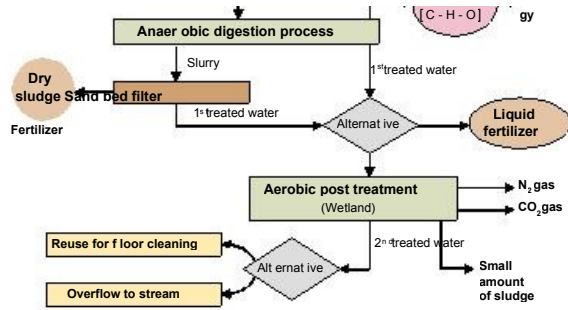 [C - H - O]
gy
Anaer obic digestion process
Slurry
1st treated water
Dry
sludge Sand bed filter
Fertilizer
1st treated water
Alternat ive
Liquid
fertilizer
Aerobic post treatment
(Wetland)
N2 gas
CO2 gas
2nd treated water
Reuse for f loor cleaning
Alt ernat ive
Overflow to stream
Small
amount
of sludge